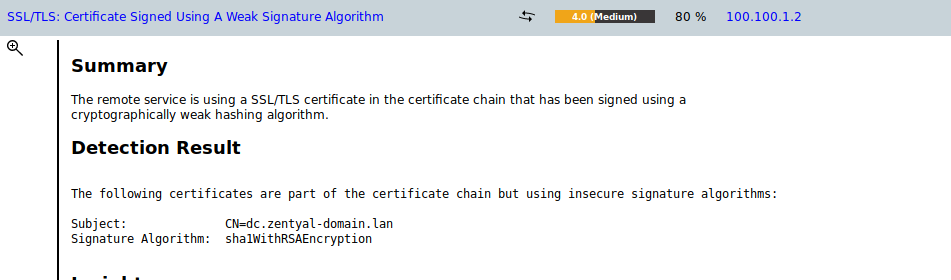 SSL/TLS: Certificate Signed Using A Weak Signature Algorithm 4.0 (Medium) 80 % 100.100.1.2
Summary
The remote service is using a SSL/TLS certificate in the certificate chain that has been signed using a
cryptographically weak hashing algorithm.
Detection Result
The following certificates are part of the certificate chain but using insecure signature algorithms:
Subject: CN=dc.zentyal-domain.lan
Signature Algorithm: sha1WithRSAEncryption